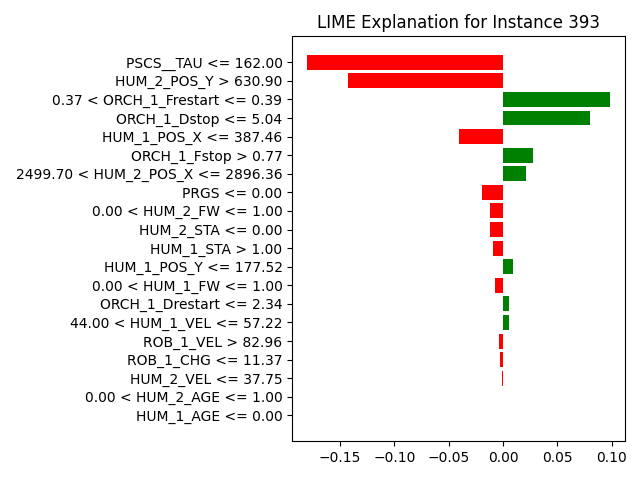 LIME Explanation for Instance 393
PSCS__TAU <= 162.00
HUM_2_POS_Y > 630.90
0.37 < ORCH_1_Frestart <= 0.39
ORCH_1_Dstop <= 5.04
HUM_1_POS_X <= 387.46
ORCH_1_Fstop > 0.77
2499.70 < HUM_2_POS_X <= 2896.36
PRGS <= 0.00
0.00 < HUM_2_FW <= 1.00
HUM_2_STA <= 0.00
HUM_1_STA > 1.00
HUM_1_POS_Y <= 177.52
0.00 < HUM_1_FW <= 1.00
ORCH_1_Drestart <= 2.34
44.00 < HUM_1_VEL <= 57.22
ROB_1_VEL > 82.96
ROB_1_CHG <= 11.37
HUM_2_VEL <= 37.75
0.00 < HUM_2_AGE <= 1.00
HUM_1_AGE <= 0.00
−0.15 −0.10 −0.05 0.00 0.05 0.10